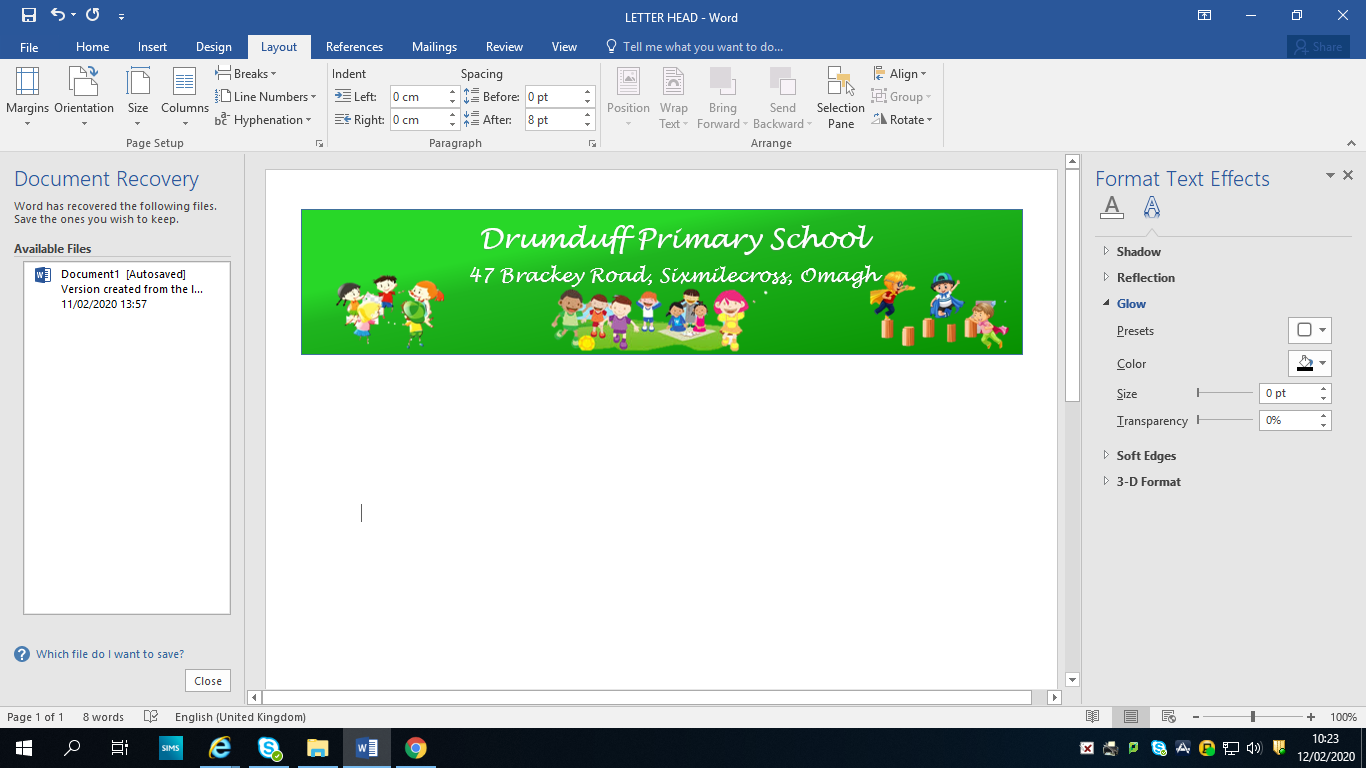 LETTER HEAD - Word
File Home Insert Design Layout References Mailings Review View Tell me what you want to do... Share
Margins Orientation Size Columns
Breaks
Line Numbers
Hyphenation
Page Setup
Indent Spacing
Left: 0 cm Before: 0 pt
Right: 0 cm After: 8 pt
Paragraph
Position Wrap Text Bring Forward Send Backward Selection Pane
Align
Group
Rotate
Arrange
Document Recovery
Word has recovered the following files.
Save the ones you wish to keep.
Available Files
Document1 [Autosaved]
Version created from the l...
11/02/2020 13:57
Which file do I want to save?
Close
Drumduff Primary School
47 Brackey Road, Sixmilecross, Omagh
Format Text Effects
Shadow
Reflection
Glow
Presets
Color
Size 0 pt
Transparency 0%
Soft Edges
3-D Format
Page 1 of 1 8 words English (United Kingdom) 100%
SIMS
10:23
12/02/2020